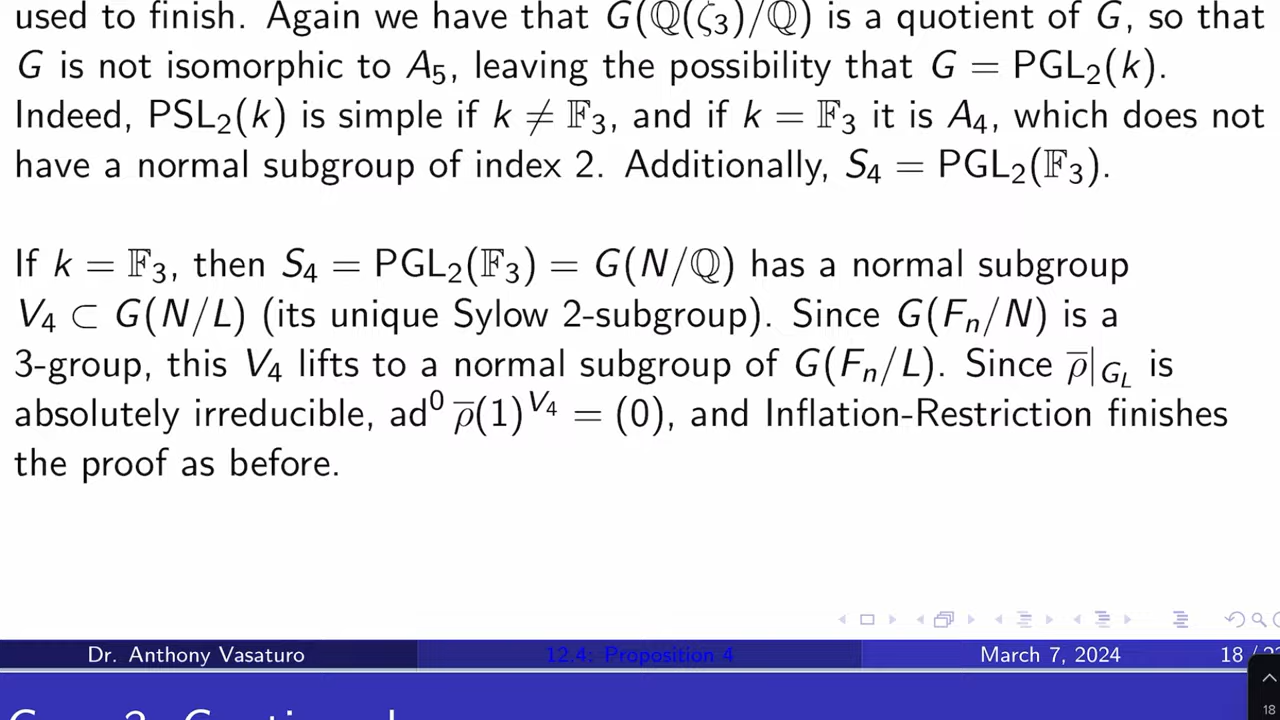 used to finish. Again we have that G(ℚ(ζ₃)/ℚ) is a quotient of G, so that
G is not isomorphic to A₅, leaving the possibility that G = PGL₂(k).
Indeed, PSL₂(k) is simple if k ≠ 𝔽₃, and if k = 𝔽₃ it is A₄, which does not
have a normal subgroup of index 2. Additionally, S₄ = PGL₂(𝔽₃).
If k = 𝔽₃, then S₄ = PGL₂(𝔽₃) = G(N/ℚ) has a normal subgroup
V₄ ⊂ G(N/L) (its unique Sylow 2-subgroup). Since G(Fₙ/N) is a
3-group, this V₄ lifts to a normal subgroup of G(Fₙ/L). Since ρ̅|_{G_L} is
absolutely irreducible, ad⁰ ρ̅(1)^{V₄} = (0), and Inflation-Restriction finishes
the proof as before.
Dr. Anthony Vasaturo 12.4: Proposition 4 March 7, 2024 18 /
18